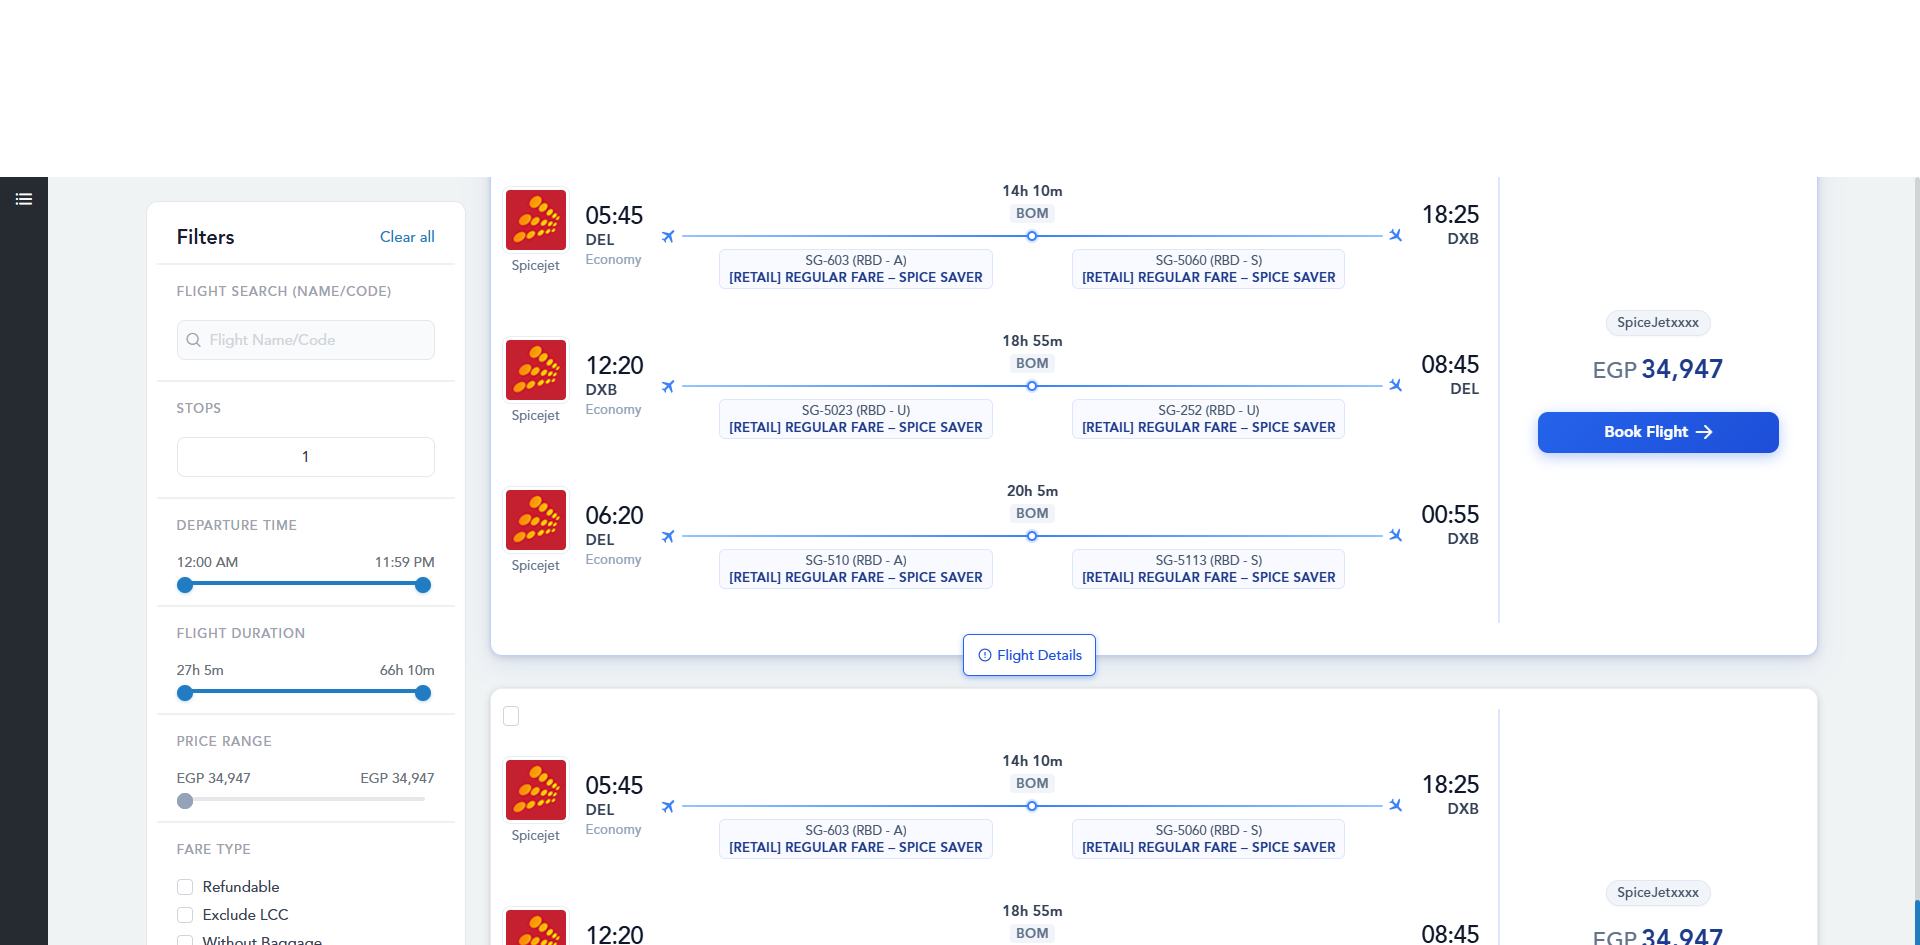 Filters
Clear all
FLIGHT SEARCH (NAME/CODE)
Flight Name/Code
STOPS
1
DEPARTURE TIME
12:00 AM
11:59 PM
FLIGHT DURATION
27h 5m
66h 10m
PRICE RANGE
EGP 34,947
EGP 34,947
FARE TYPE
Refundable
Exclude LCC
Without Baggage
Spicejet
05:45
DEL
Economy
14h 10m
BOM
SG-603 (RBD - A)
[RETAIL] REGULAR FARE – SPICE SAVER
SG-5060 (RBD - S)
[RETAIL] REGULAR FARE – SPICE SAVER
18:25
DXB
Spicejet
12:20
DXB
Economy
18h 55m
BOM
SG-5023 (RBD - U)
[RETAIL] REGULAR FARE – SPICE SAVER
SG-252 (RBD - U)
[RETAIL] REGULAR FARE – SPICE SAVER
08:45
DEL
Spicejet
06:20
DEL
Economy
20h 5m
BOM
SG-510 (RBD - A)
[RETAIL] REGULAR FARE – SPICE SAVER
SG-5113 (RBD - S)
[RETAIL] REGULAR FARE – SPICE SAVER
00:55
DXB
SpiceJetxxxx
EGP 34,947
Book Flight
Flight Details
Spicejet
05:45
DEL
Economy
14h 10m
BOM
SG-603 (RBD - A)
[RETAIL] REGULAR FARE – SPICE SAVER
SG-5060 (RBD - S)
[RETAIL] REGULAR FARE – SPICE SAVER
18:25
DXB
12:20
18h 55m
BOM
08:45
SpiceJetxxxx
EGP 34,947